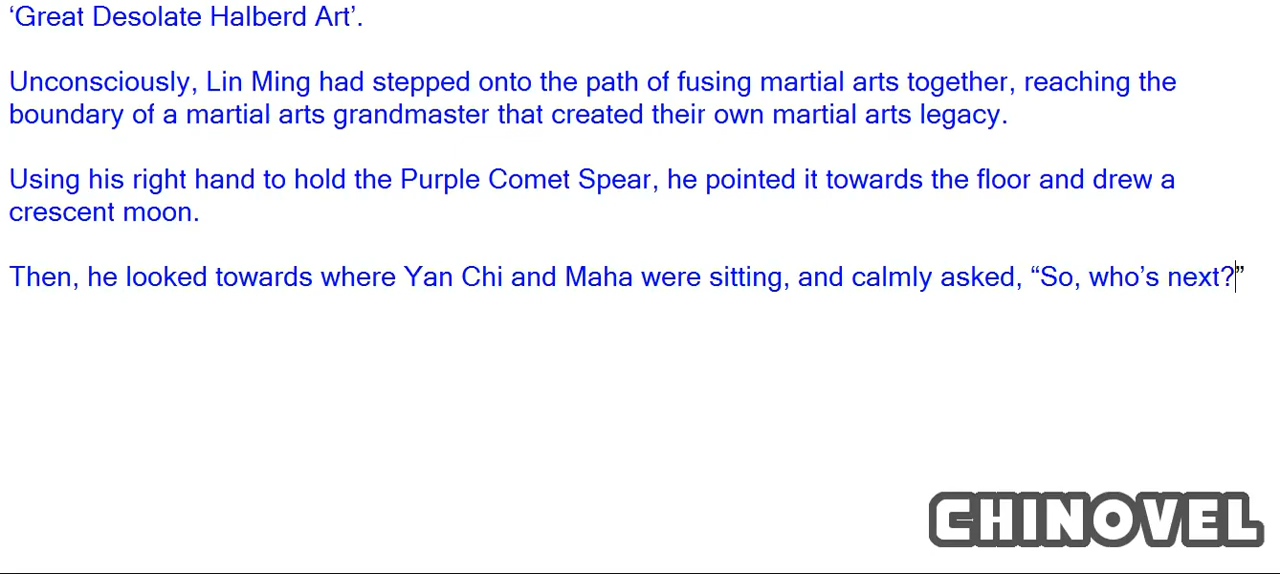 ‘Great Desolate Halberd Art’.
Unconsciously, Lin Ming had stepped onto the path of fusing martial arts together, reaching the
boundary of a martial arts grandmaster that created their own martial arts legacy.
Using his right hand to hold the Purple Comet Spear, he pointed it towards the floor and drew a
crescent moon.
Then, he looked towards where Yan Chi and Maha were sitting, and calmly asked, “So, who’s next?”
CHINOVEL